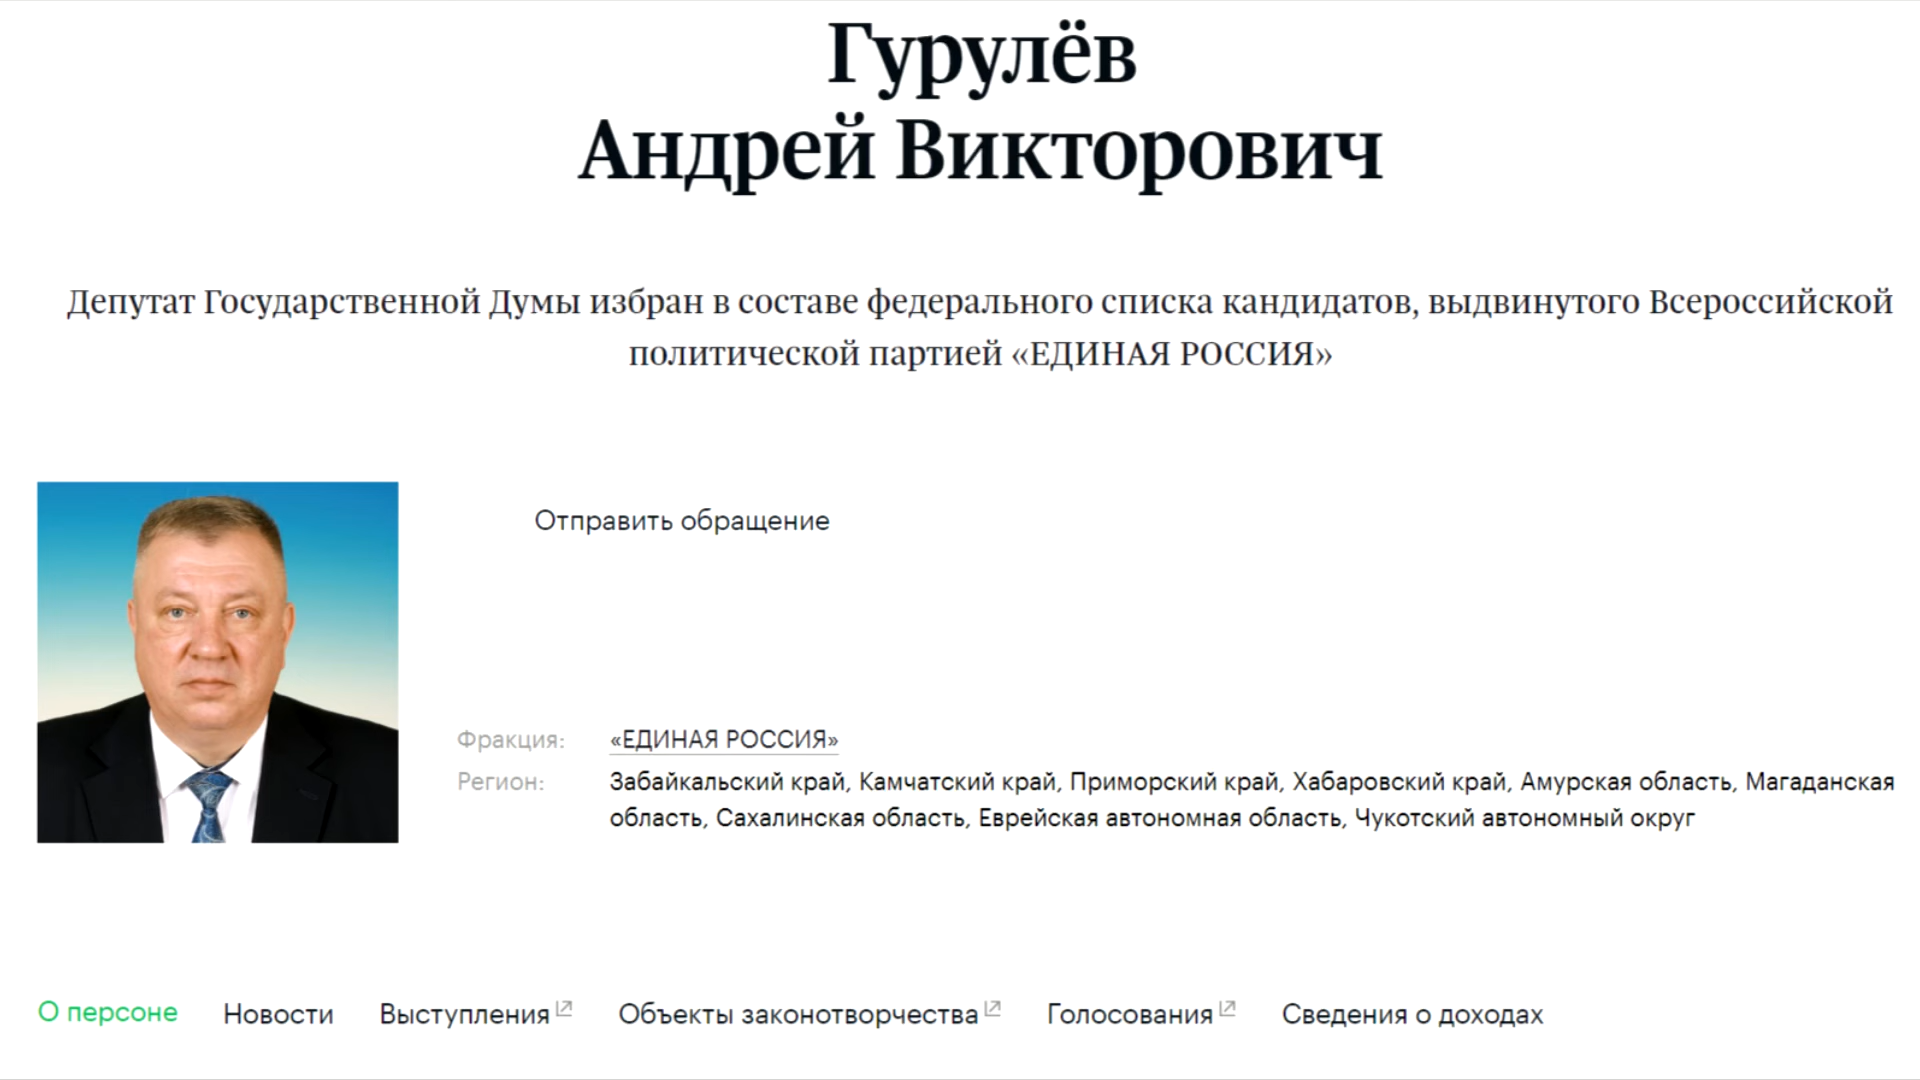 Гурулёв
Андрей Викторович
Депутат Государственной Думы избран в составе федерального списка кандидатов, выдвинутого Всероссийской
политической партией «ЕДИНАЯ РОССИЯ»
Отправить обращение
Фракция: «ЕДИНАЯ РОССИЯ»
Регион: Забайкальский край, Камчатский край, Приморский край, Хабаровский край, Амурская область, Магаданская
область, Сахалинская область, Еврейская автономная область, Чукотский автономный округ
О персоне Новости Выступления Объекты законотворчества Голосования Сведения о доходах